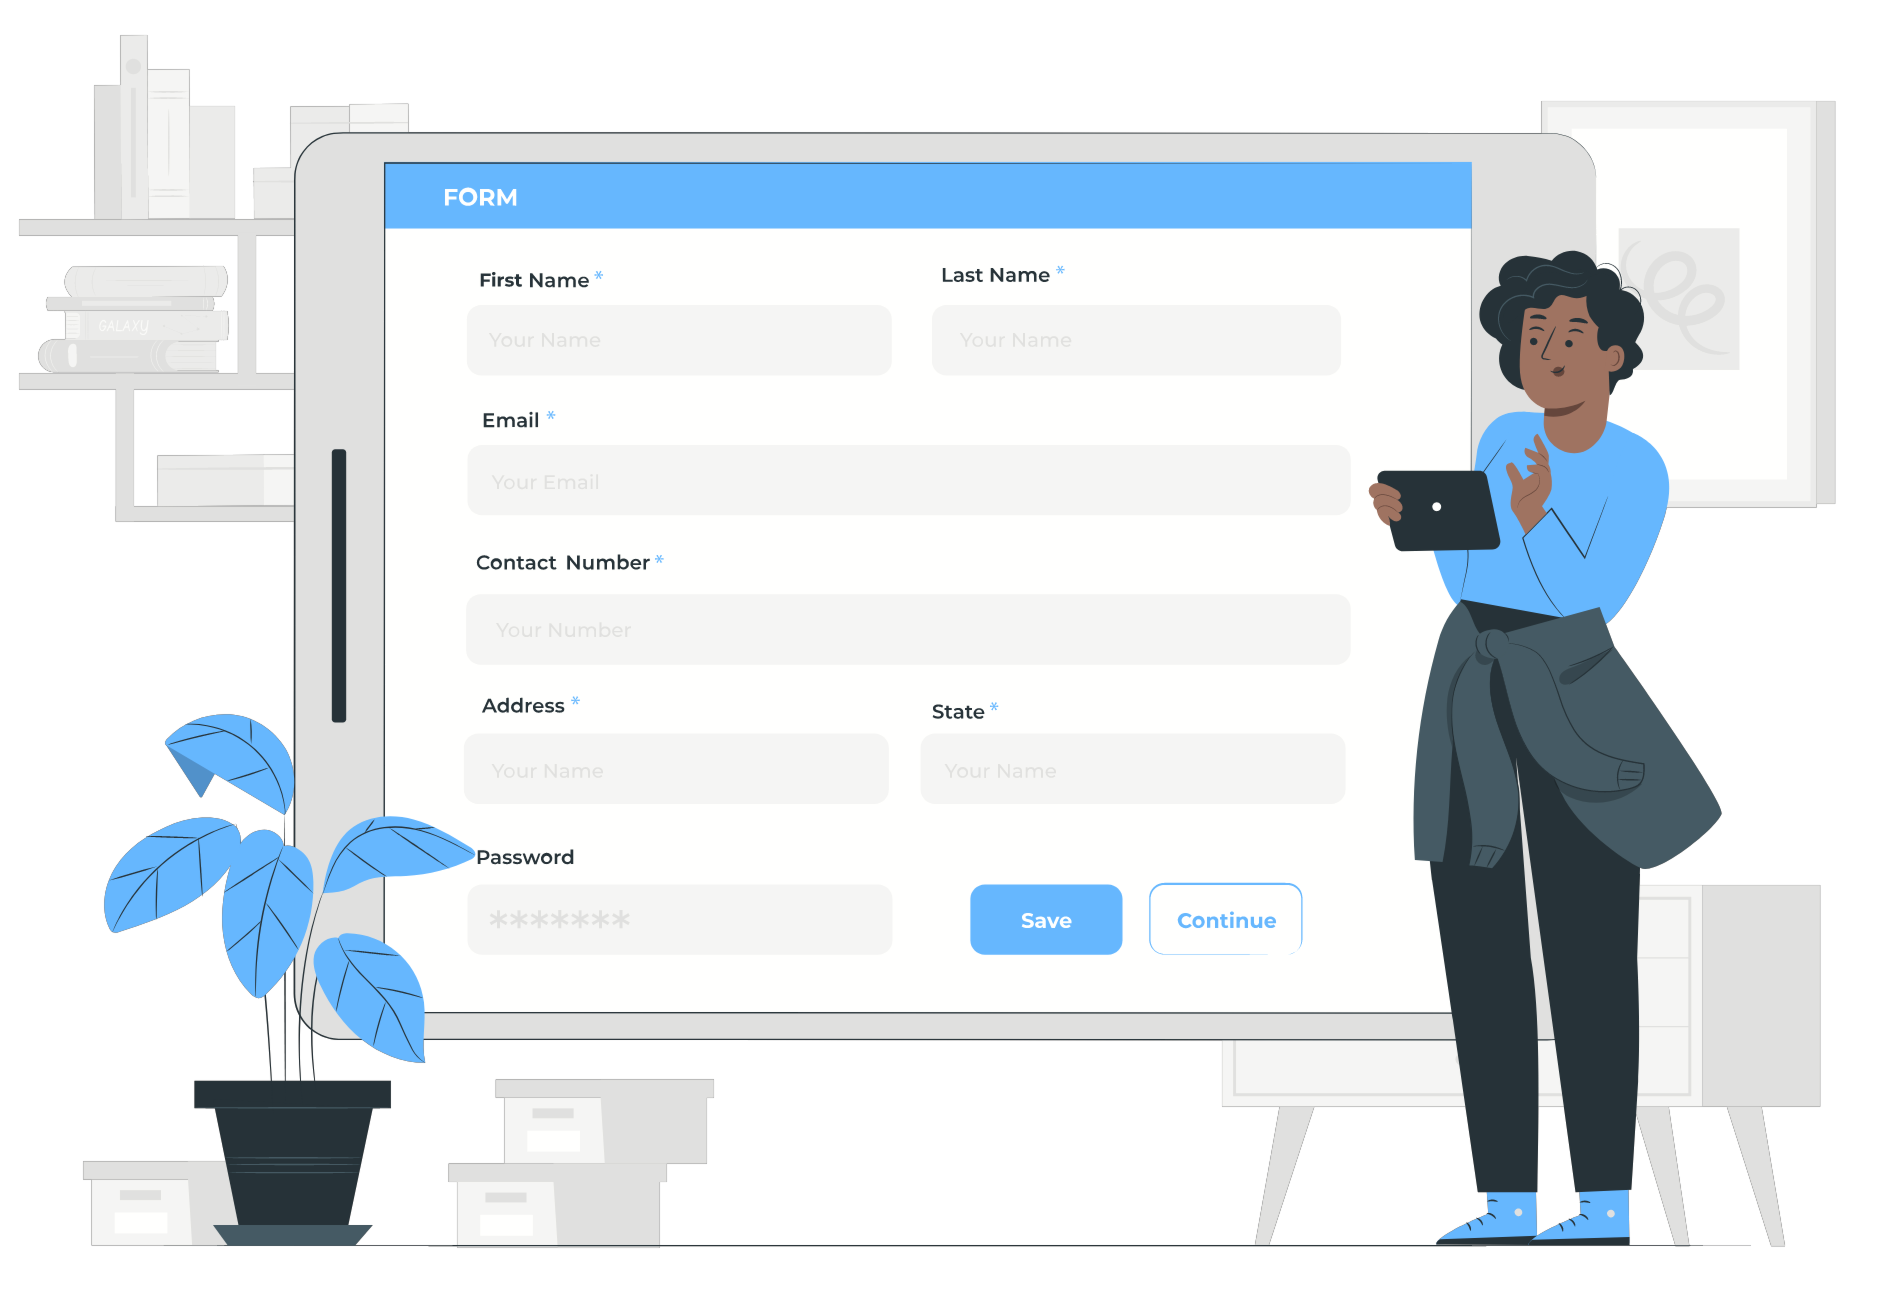 FORM
First Name *
Last Name *
Your Name
Your Name
GALAXY
Email *
Your Email
Contact Number *
Your Number
Address *
State *
Your Name
Your Name
Password
*******
Save
Continue